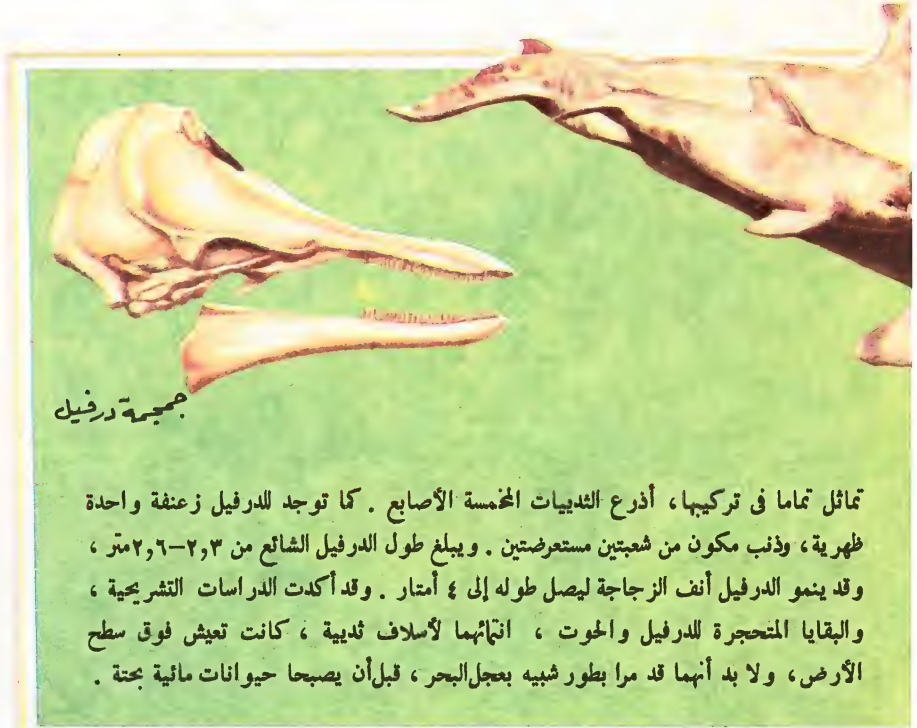 جمجمة درفيل
تماثل تماما فى تركيبها ، أذرع الثدييات المخمسة الأصابع . كما توجد للدرفيل زعنفة واحدة
ظهرية ، وذنب مكون من شعبتين مستعرضتين . ويبلغ طول الدرفيل الشائع من ٢,٣–٢,٦متر ،
وقد ينمو الدرفيل أنف الزجاجة ليصل طوله إلى ٤ أمتار . وقد أكدت الدراسات التشريحية ،
والبقايا المتحجرة للدرفيل والحوت ، انتمائهما لأسلاف ثديية ، كانت تعيش فوق سطح
الأرض ، ولا بد أنهما قد مرا بطور شبيه بعجل البحر ، قبل أن يصبحا حيوانات مائية بحتة .